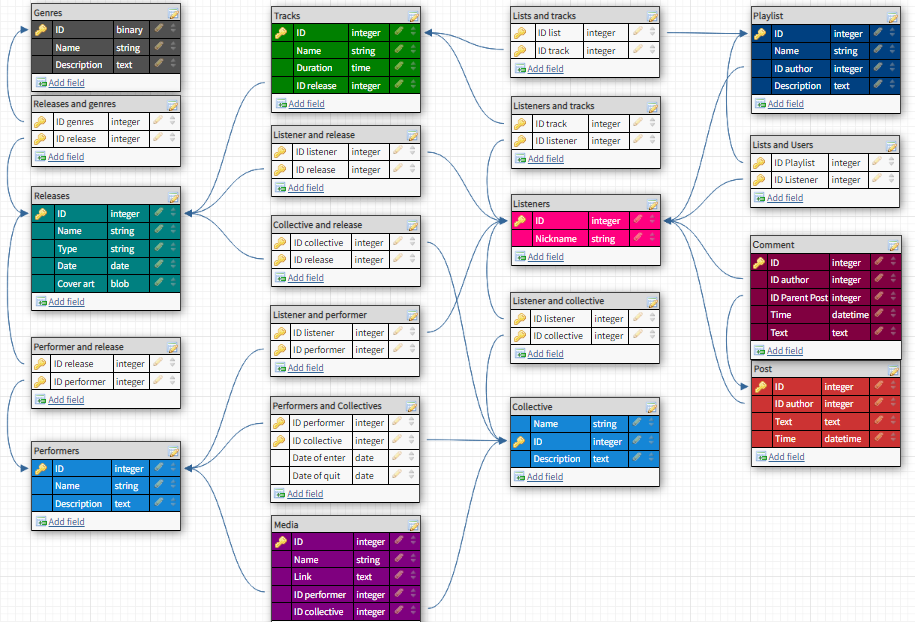 Genres
ID binary
Name string
Description text
Add field
Releases and genres
ID genres integer
ID release integer
Add field
Releases
ID integer
Name string
Type string
Date date
Cover art blob
Add field
Performer and release
ID release integer
ID performer integer
Add field
Performers
ID integer
Name string
Description text
Add field
Tracks
ID integer
Name string
Duration time
ID release integer
Add field
Listener and release
ID listener integer
ID release integer
Add field
Collective and release
ID collective integer
ID release integer
Add field
Listener and performer
ID listener integer
ID performer integer
Add field
Performers and Collectives
ID performer integer
ID collective integer
Date of enter date
Date of quit date
Add field
Media
ID integer
Name string
Link text
ID performer integer
ID collective integer
Lists and tracks
ID list integer
ID track integer
Add field
Listeners and tracks
ID track integer
ID listener integer
Add field
Listeners
ID integer
Nickname string
Add field
Listener and collective
ID listener integer
ID collective integer
Add field
Collective
Name string
ID integer
Description text
Add field
Playlist
ID integer
Name string
ID author integer
Description text
Add field
Lists and Users
ID Playlist integer
ID Listener integer
Add field
Comment
ID integer
ID author integer
ID Parent Post integer
Time datetime
Text text
Add field
Post
ID integer
ID author integer
Text text
Time datetime
Add field